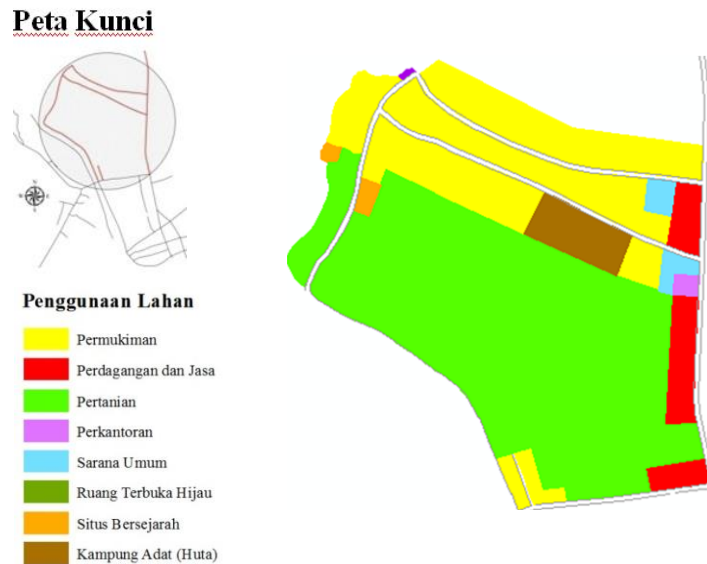 Peta Kunci
Penggunaan Lahan
Permukiman
Perdagangan dan Jasa
Pertanian
Perkantoran
Sarana Umum
Ruang Terbuka Hijau
Situs Bersejarah
Kampung Adat (Huta)